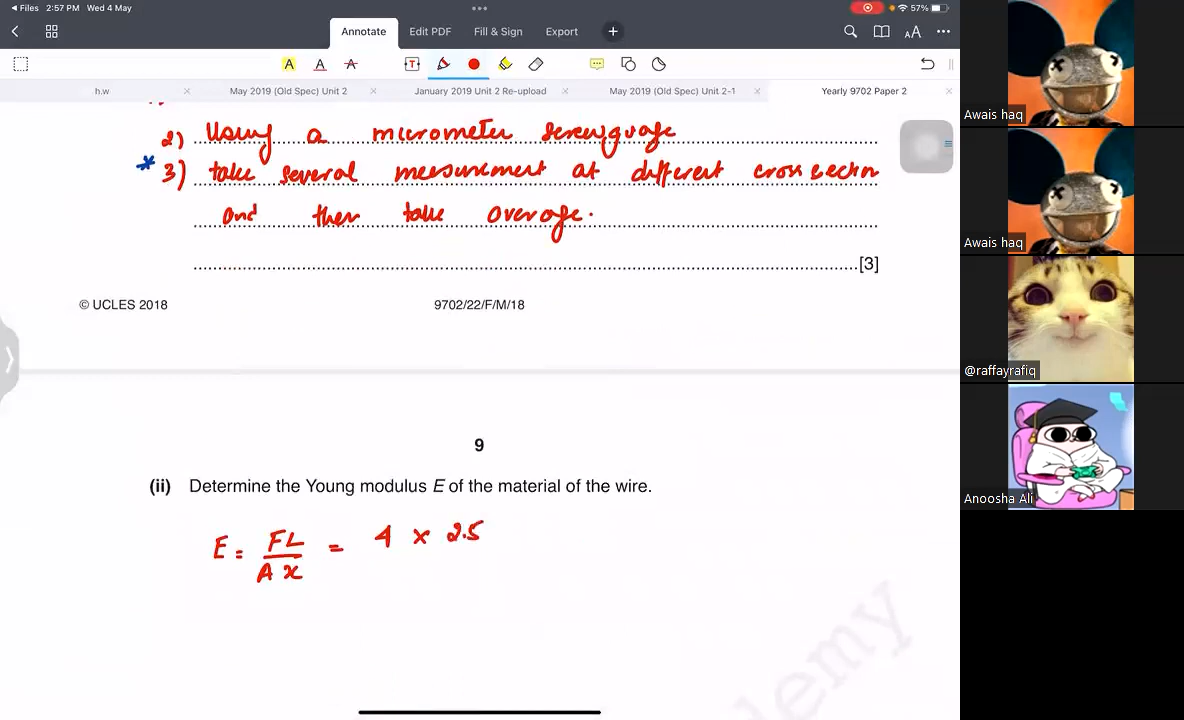 Files 2:57 PM Wed 4 May
57%
Annotate Edit PDF Fill & Sign Export
AA
A A A T
h.w May 2019 (Old Spec) Unit 2 January 2019 Unit 2 Re-upload May 2019 (Old Spec) Unit 2-1 Yearly 9702 Paper 2
2) Using a micrometer screwguage
* 3) take several measurement at different cross section
and then take average.
[3]
© UCLES 2018 9702/22/F/M/18
9
(ii) Determine the Young modulus E of the material of the wire.
E = FL / A x = 4 x 2.5
demy
Awais haq
Awais haq
@raffayrafiq
Anoosha Ali